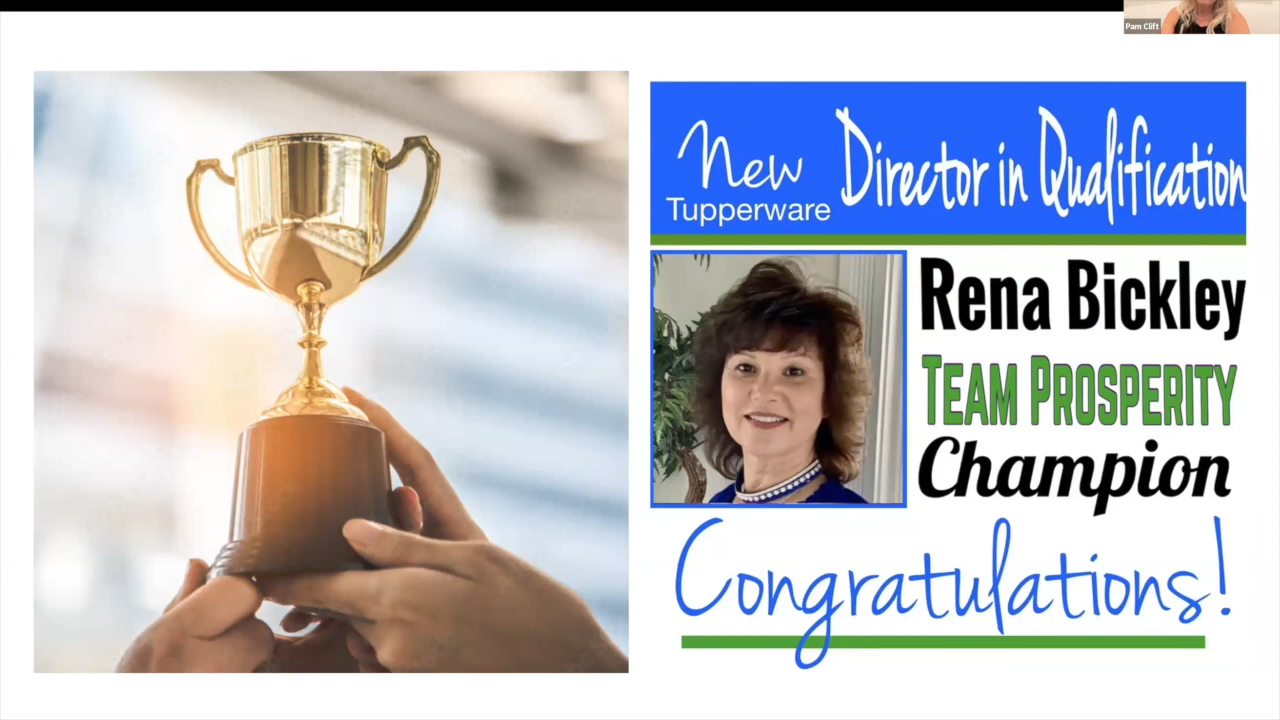 Pam Clift
New
Tupperware
Director in Qualification
Rena Bickley
TEAM PROSPERITY
Champion
Congratulations!